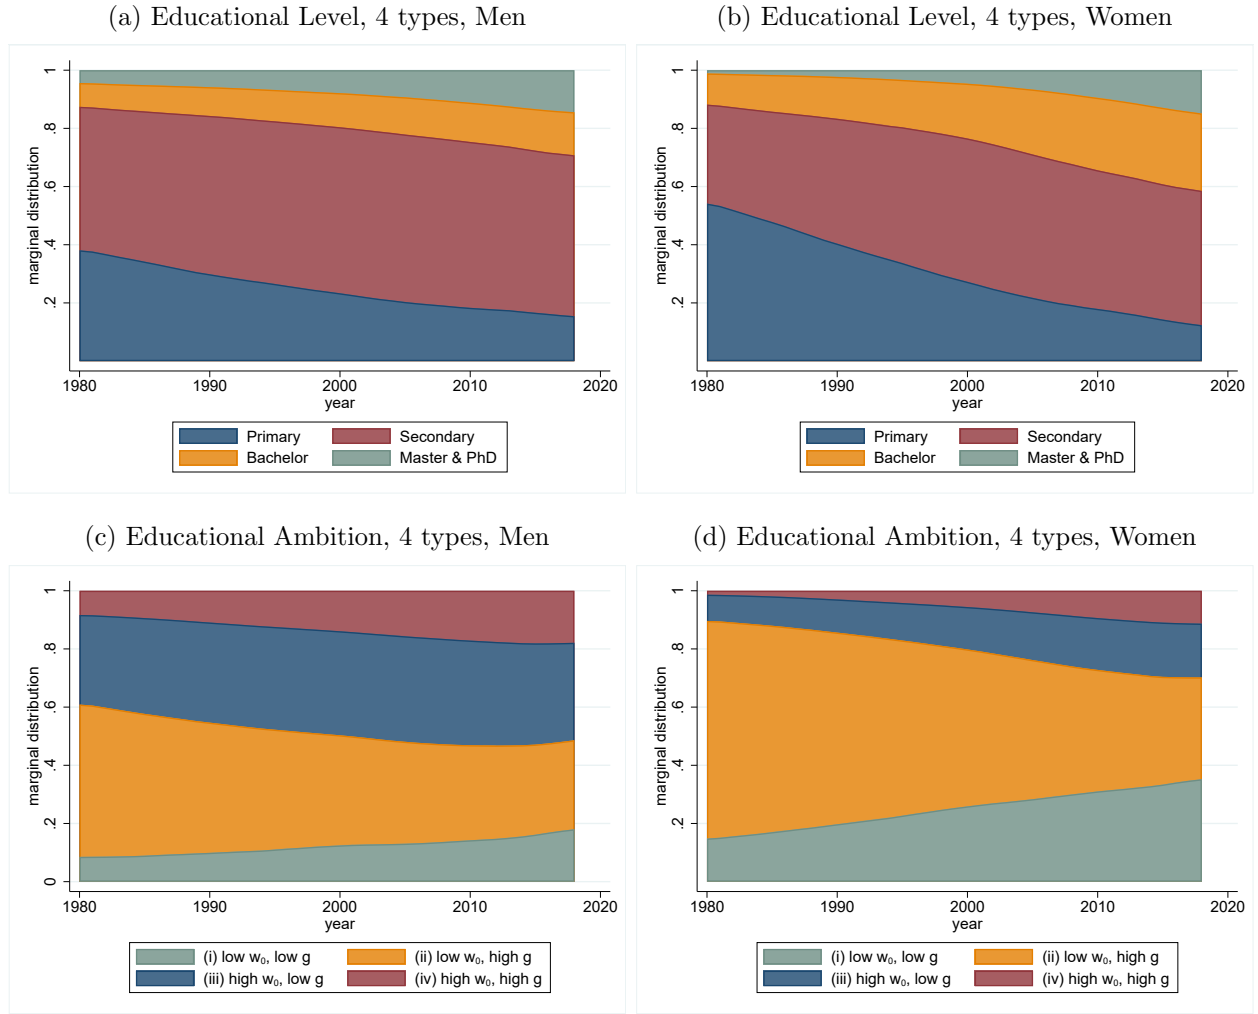 (a) Educational Level, 4 types, Men
marginal distribution
1
.8
.6
.4
.2
1980 1990 2000 2010 2020
year
Primary Secondary
Bachelor Master & PhD
(b) Educational Level, 4 types, Women
marginal distribution
1
.8
.6
.4
.2
1980 1990 2000 2010 2020
year
Primary Secondary
Bachelor Master & PhD
(c) Educational Ambition, 4 types, Men
marginal distribution
1
.8
.6
.4
.2
0
1980 1990 2000 2010 2020
year
(i) low w₀, low g (ii) low w₀, high g
(iii) high w₀, low g (iv) high w₀, high g
(d) Educational Ambition, 4 types, Women
marginal distribution
1
.8
.6
.4
.2
1980 1990 2000 2010 2020
year
(i) low w₀, low g (ii) low w₀, high g
(iii) high w₀, low g (iv) high w₀, high g